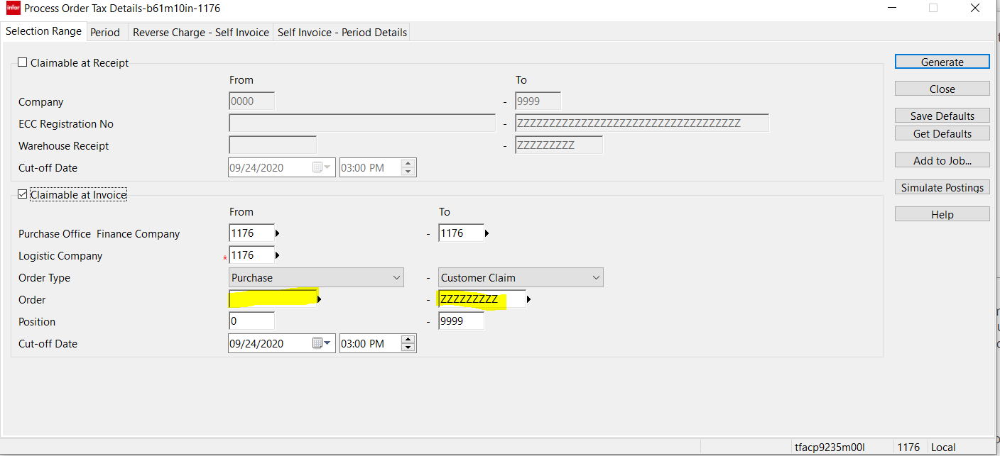 infor Process Order Tax Details-b61m10in-1176
Selection Range Period Reverse Charge - Self Invoice Self Invoice - Period Details
Claimable at Receipt
From To
Company 0000 - 9999
ECC Registration No - ZZZZZZZZZZZZZZZZZZZZZZZZZZZZZZZZZZZ
Warehouse Receipt - ZZZZZZZZZ
Cut-off Date 09/24/2020 03:00 PM
Claimable at Invoice
From To
Purchase Office Finance Company 1176 - 1176
Logistic Company * 1176
Order Type Purchase - Customer Claim
Order - ZZZZZZZZZ
Position 0 - 9999
Cut-off Date 09/24/2020 03:00 PM
Generate
Close
Save Defaults
Get Defaults
Add to Job...
Simulate Postings
Help
tfacp9235m00l 1176 Local